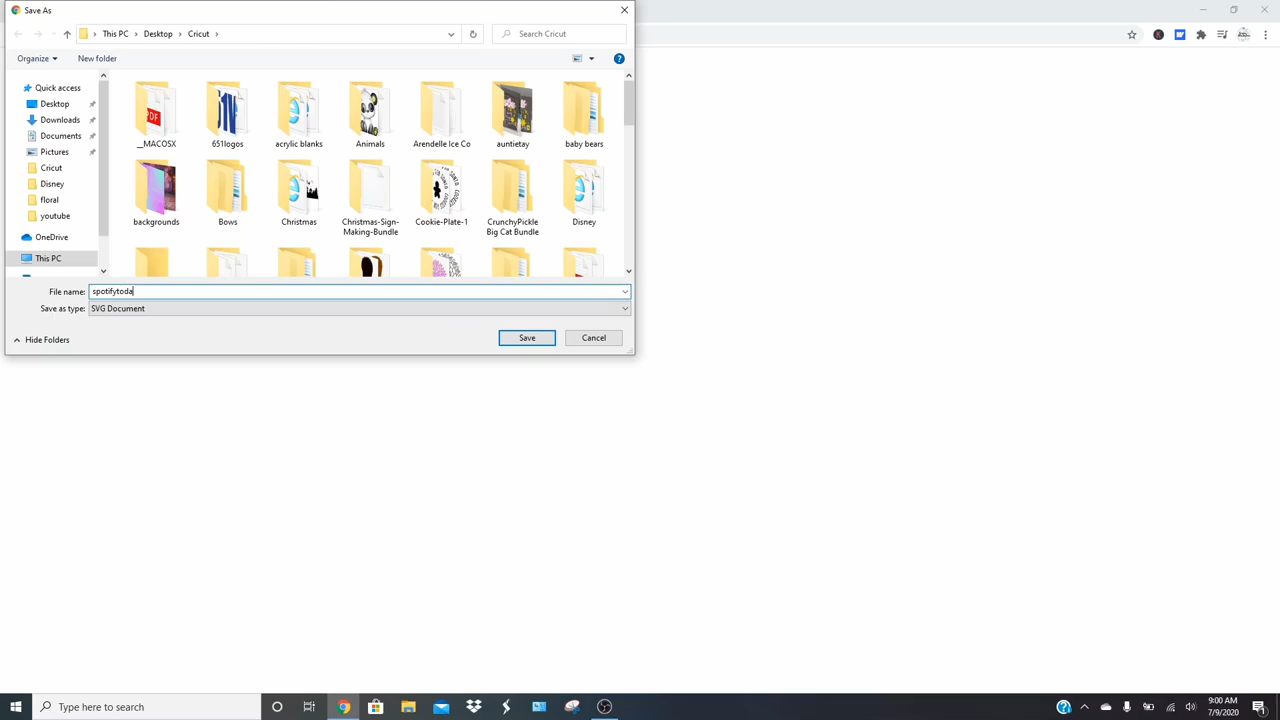 Save As
This PC > Desktop > Cricut >
Search Cricut
Organize
New folder
Quick access
Desktop
Downloads
Documents
Pictures
Cricut
Disney
floral
youtube
OneDrive
This PC
PDF
__MACOSX
651logos
acrylic blanks
Animals
Arendelle Ice Co
auntietay
baby bears
backgrounds
Bows
Christmas
Christmas-Sign-
Making-Bundle
Cookie-Plate-1
CrunchyPickle
Big Cat Bundle
Disney
File name: spotifytoda
Save as type: SVG Document
Hide Folders
Save
Cancel
Type here to search
9:00 AM
7/9/2020